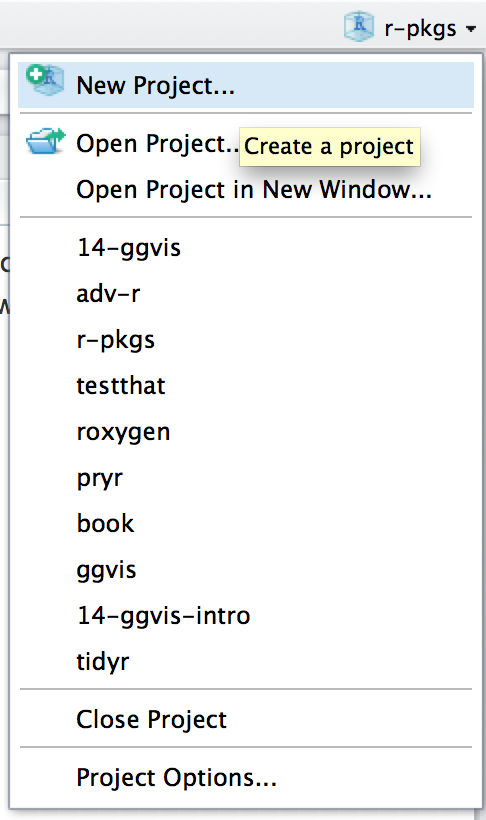 r-pkgs
New Project...
Open Project..
Create a project
Open Project in New Window...
14-ggvis
adv-r
r-pkgs
testthat
roxygen
pryr
book
ggvis
14-ggvis-intro
tidyr
Close Project
Project Options...